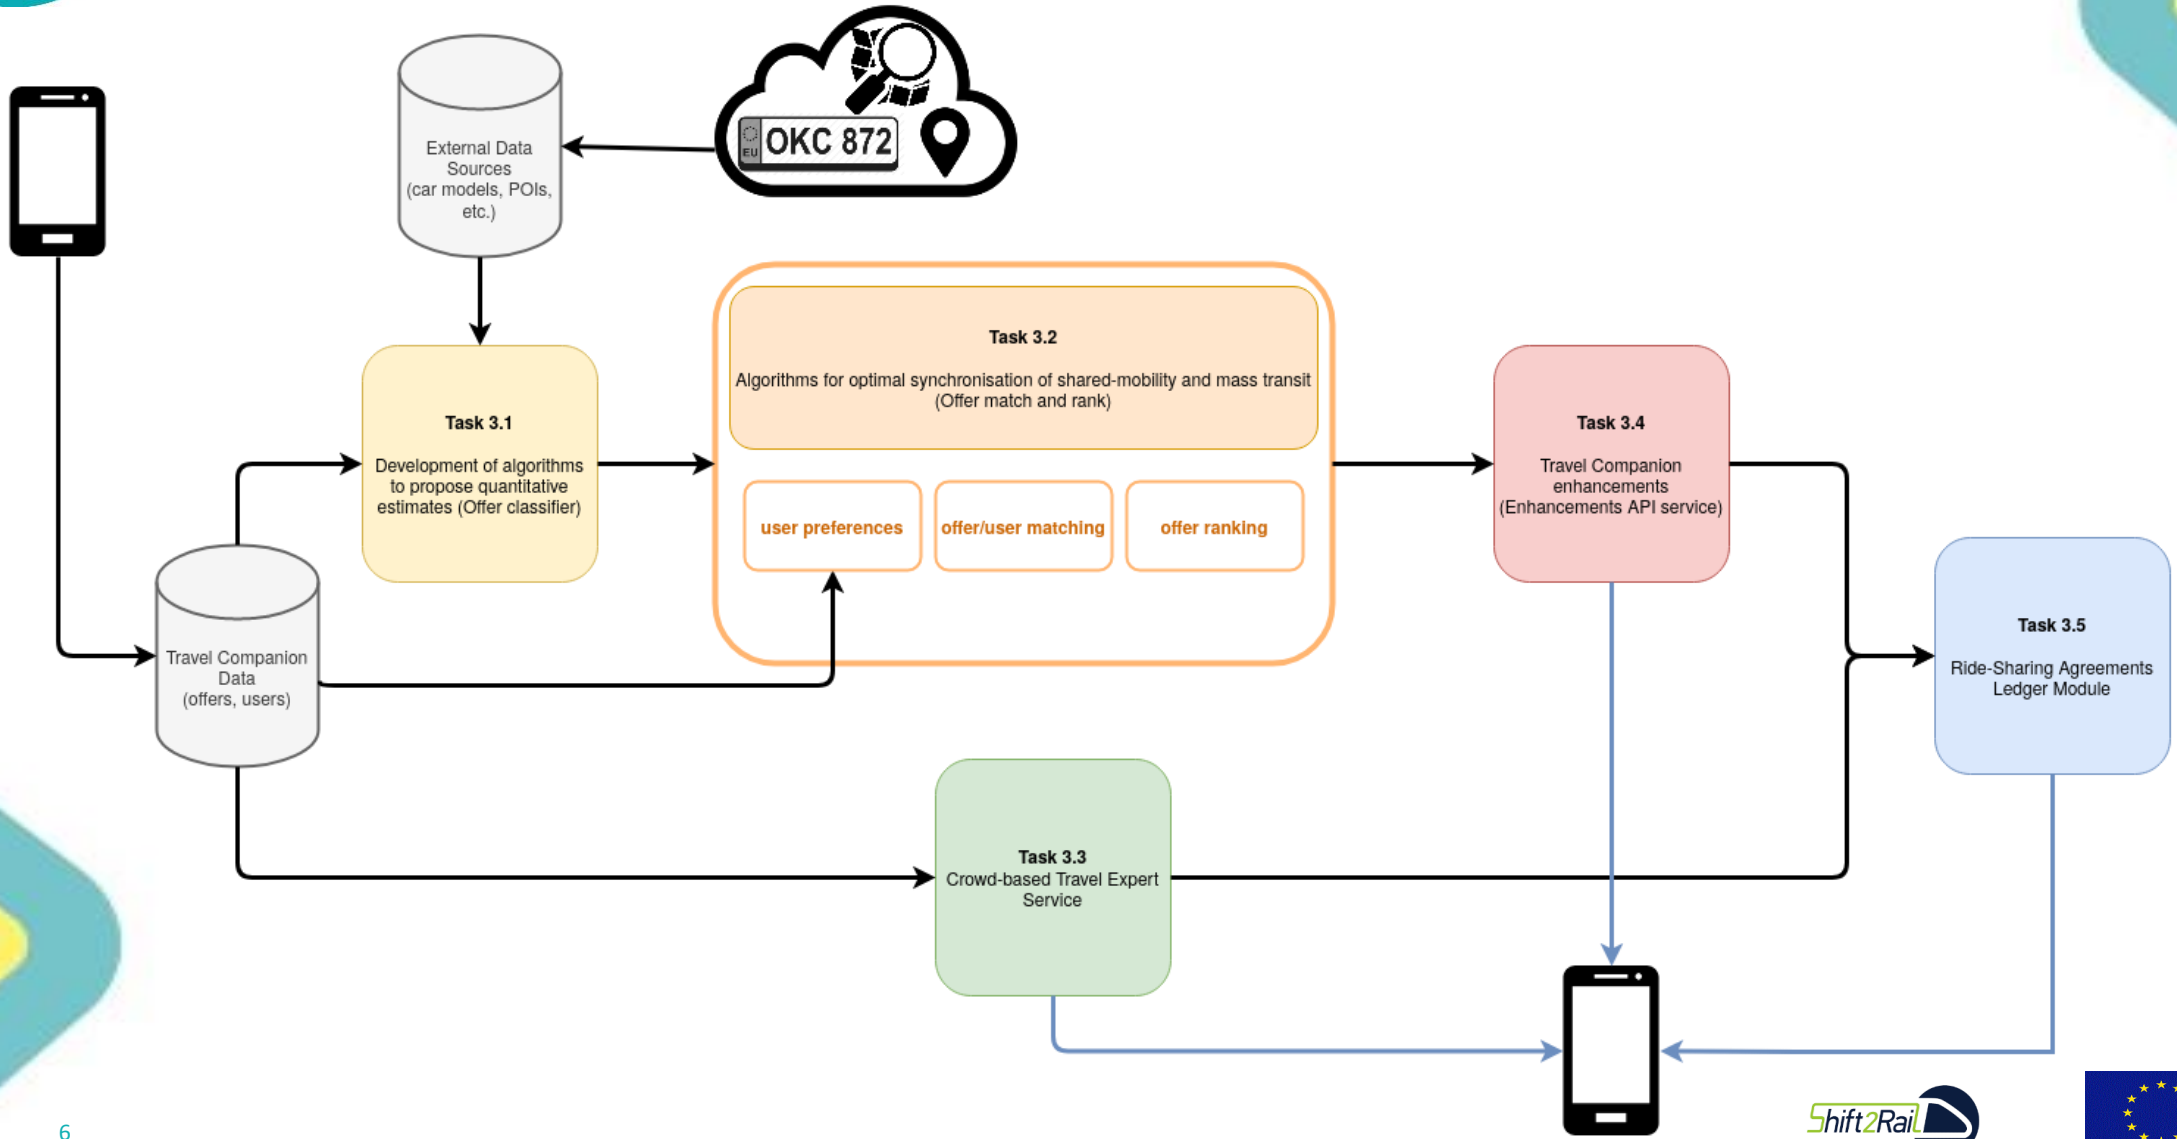 External Data
Sources
(car models, POIs,
etc.)
EU
OKC 872
Task 3.1
Development of algorithms
to propose quantitative
estimates (Offer classifier)
Task 3.2
Algorithms for optimal synchronisation of shared-mobility and mass transit
(Offer match and rank)
user preferences
offer/user matching
offer ranking
Task 3.4
Travel Companion
enhancements
(Enhancements API service)
Task 3.5
Ride-Sharing Agreements
Ledger Module
Travel Companion
Data
(offers, users)
Task 3.3
Crowd-based Travel Expert
Service
Shift2Rail
6